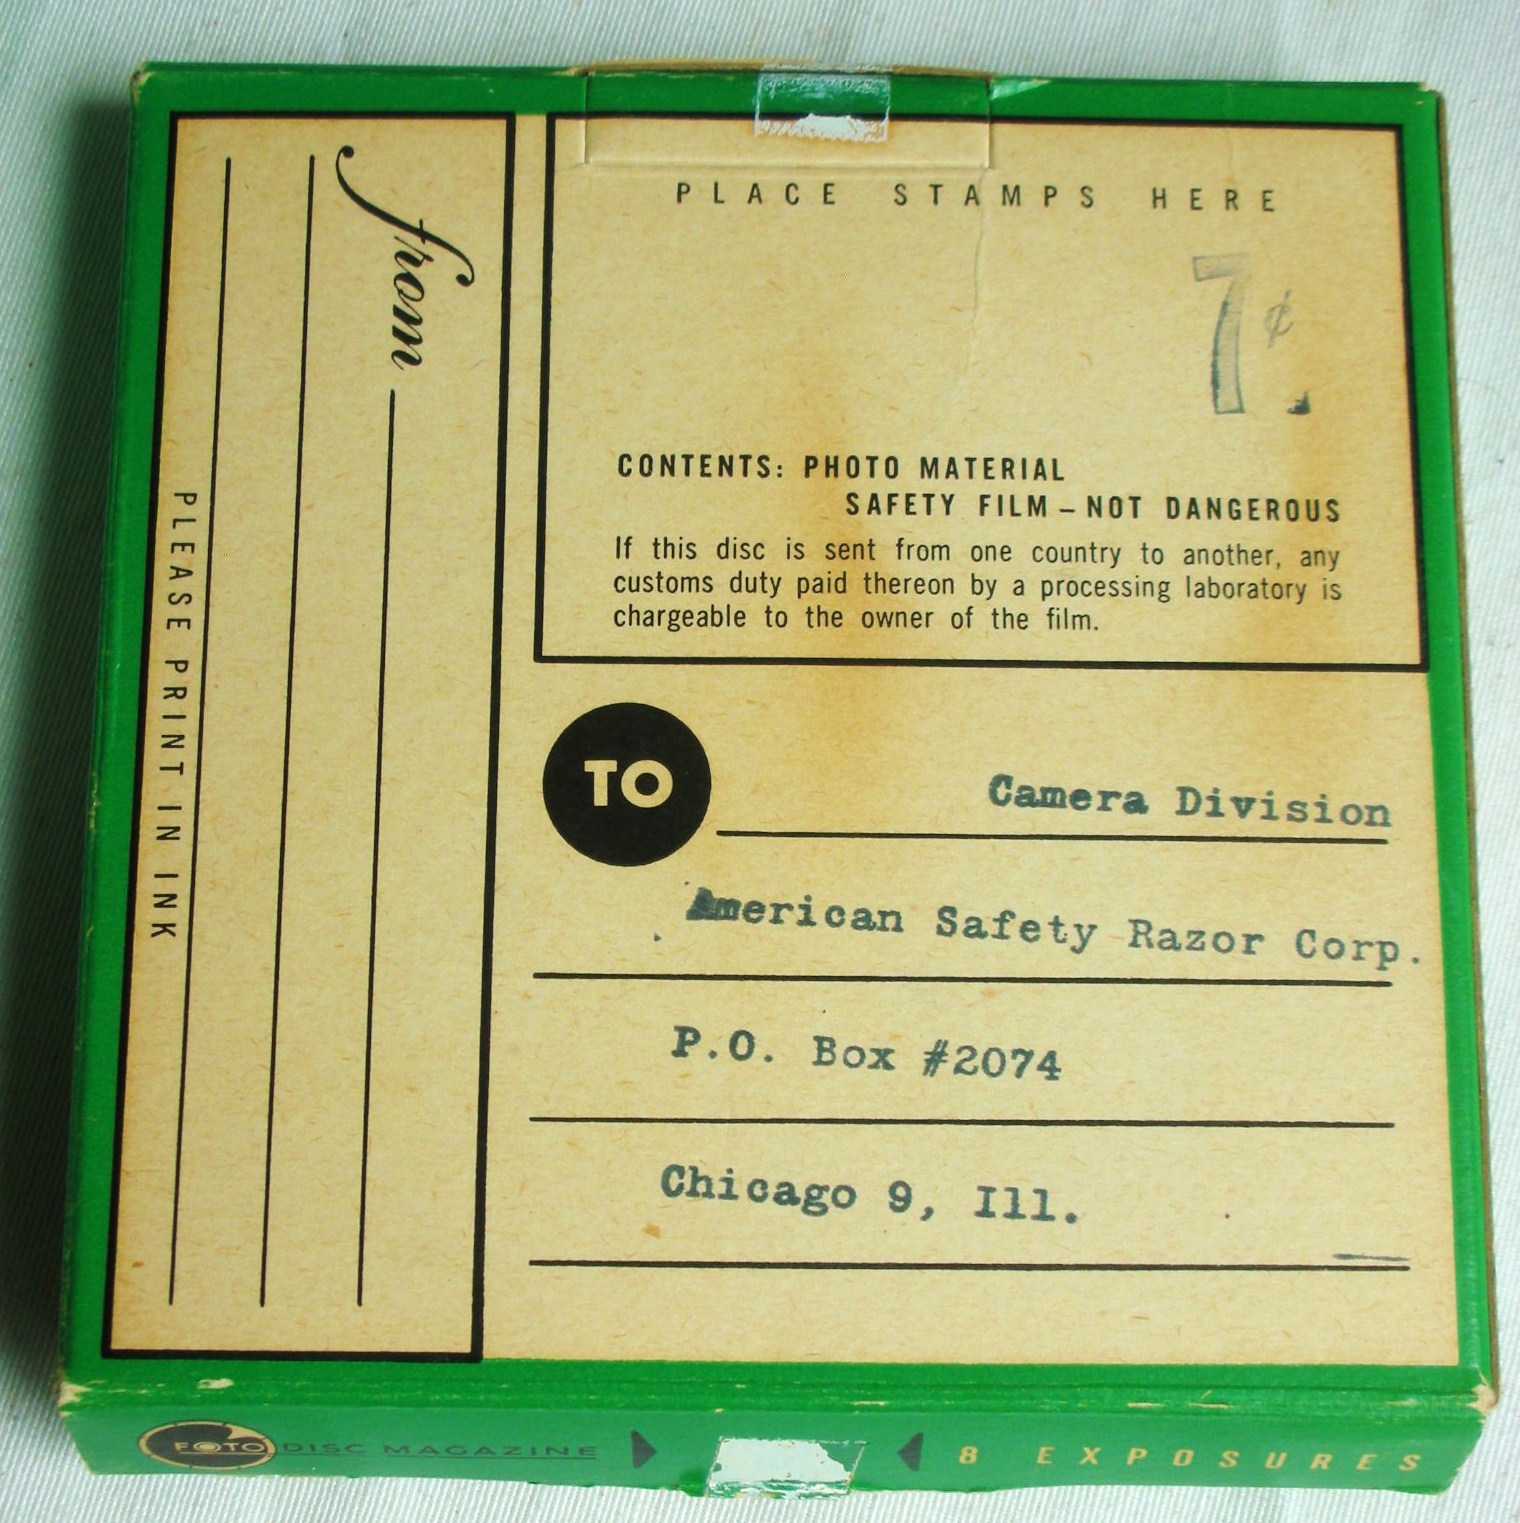 from
PLEASE PRINT IN INK
PLACE STAMPS HERE
7¢
CONTENTS: PHOTO MATERIAL
SAFETY FILM – NOT DANGEROUS
If this disc is sent from one country to another, any
customs duty paid thereon by a processing laboratory is
chargeable to the owner of the film.
TO
Camera Division
American Safety Razor Corp.
P.O. Box #2074
Chicago 9, Ill.
FOTO DISC MAGAZINE 8 EXPOSURES